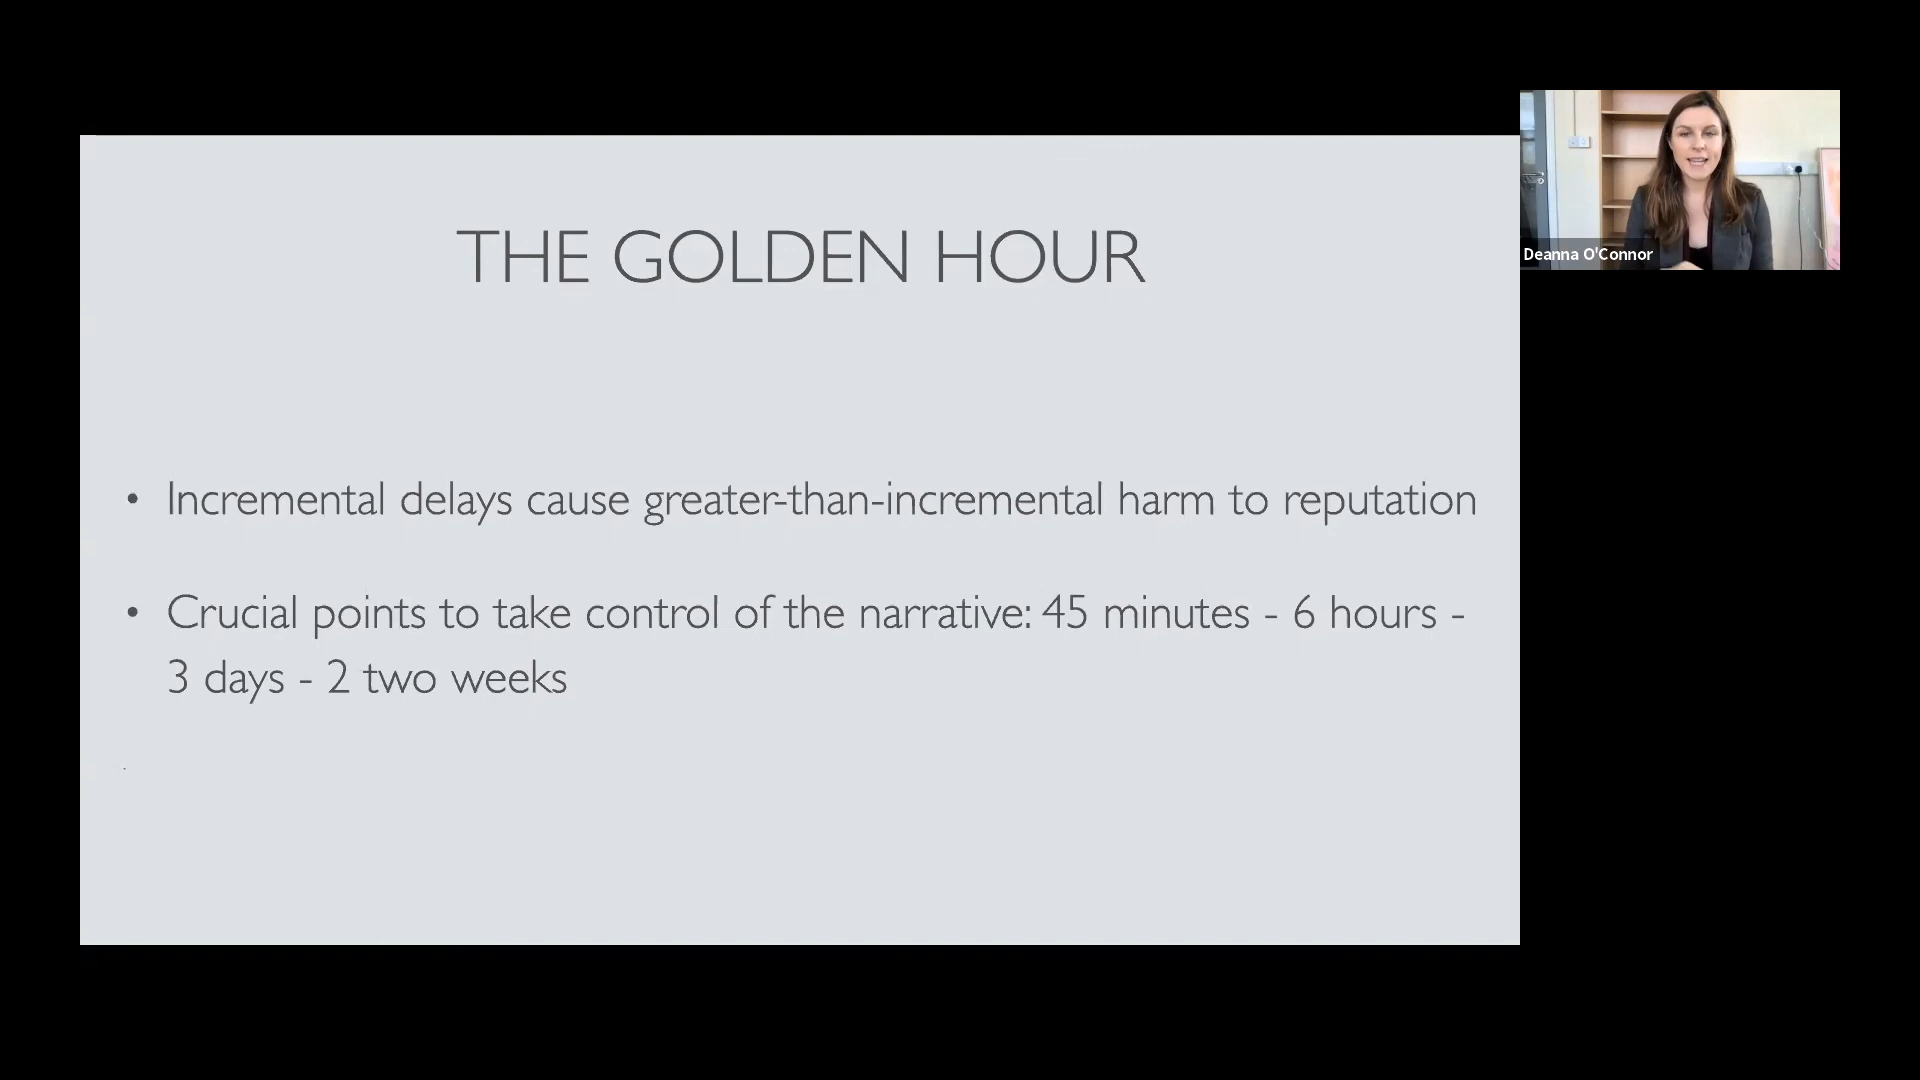 THE GOLDEN HOUR
• Incremental delays cause greater-than-incremental harm to reputation
• Crucial points to take control of the narrative: 45 minutes - 6 hours -
3 days - 2 two weeks
Deanna O'Connor